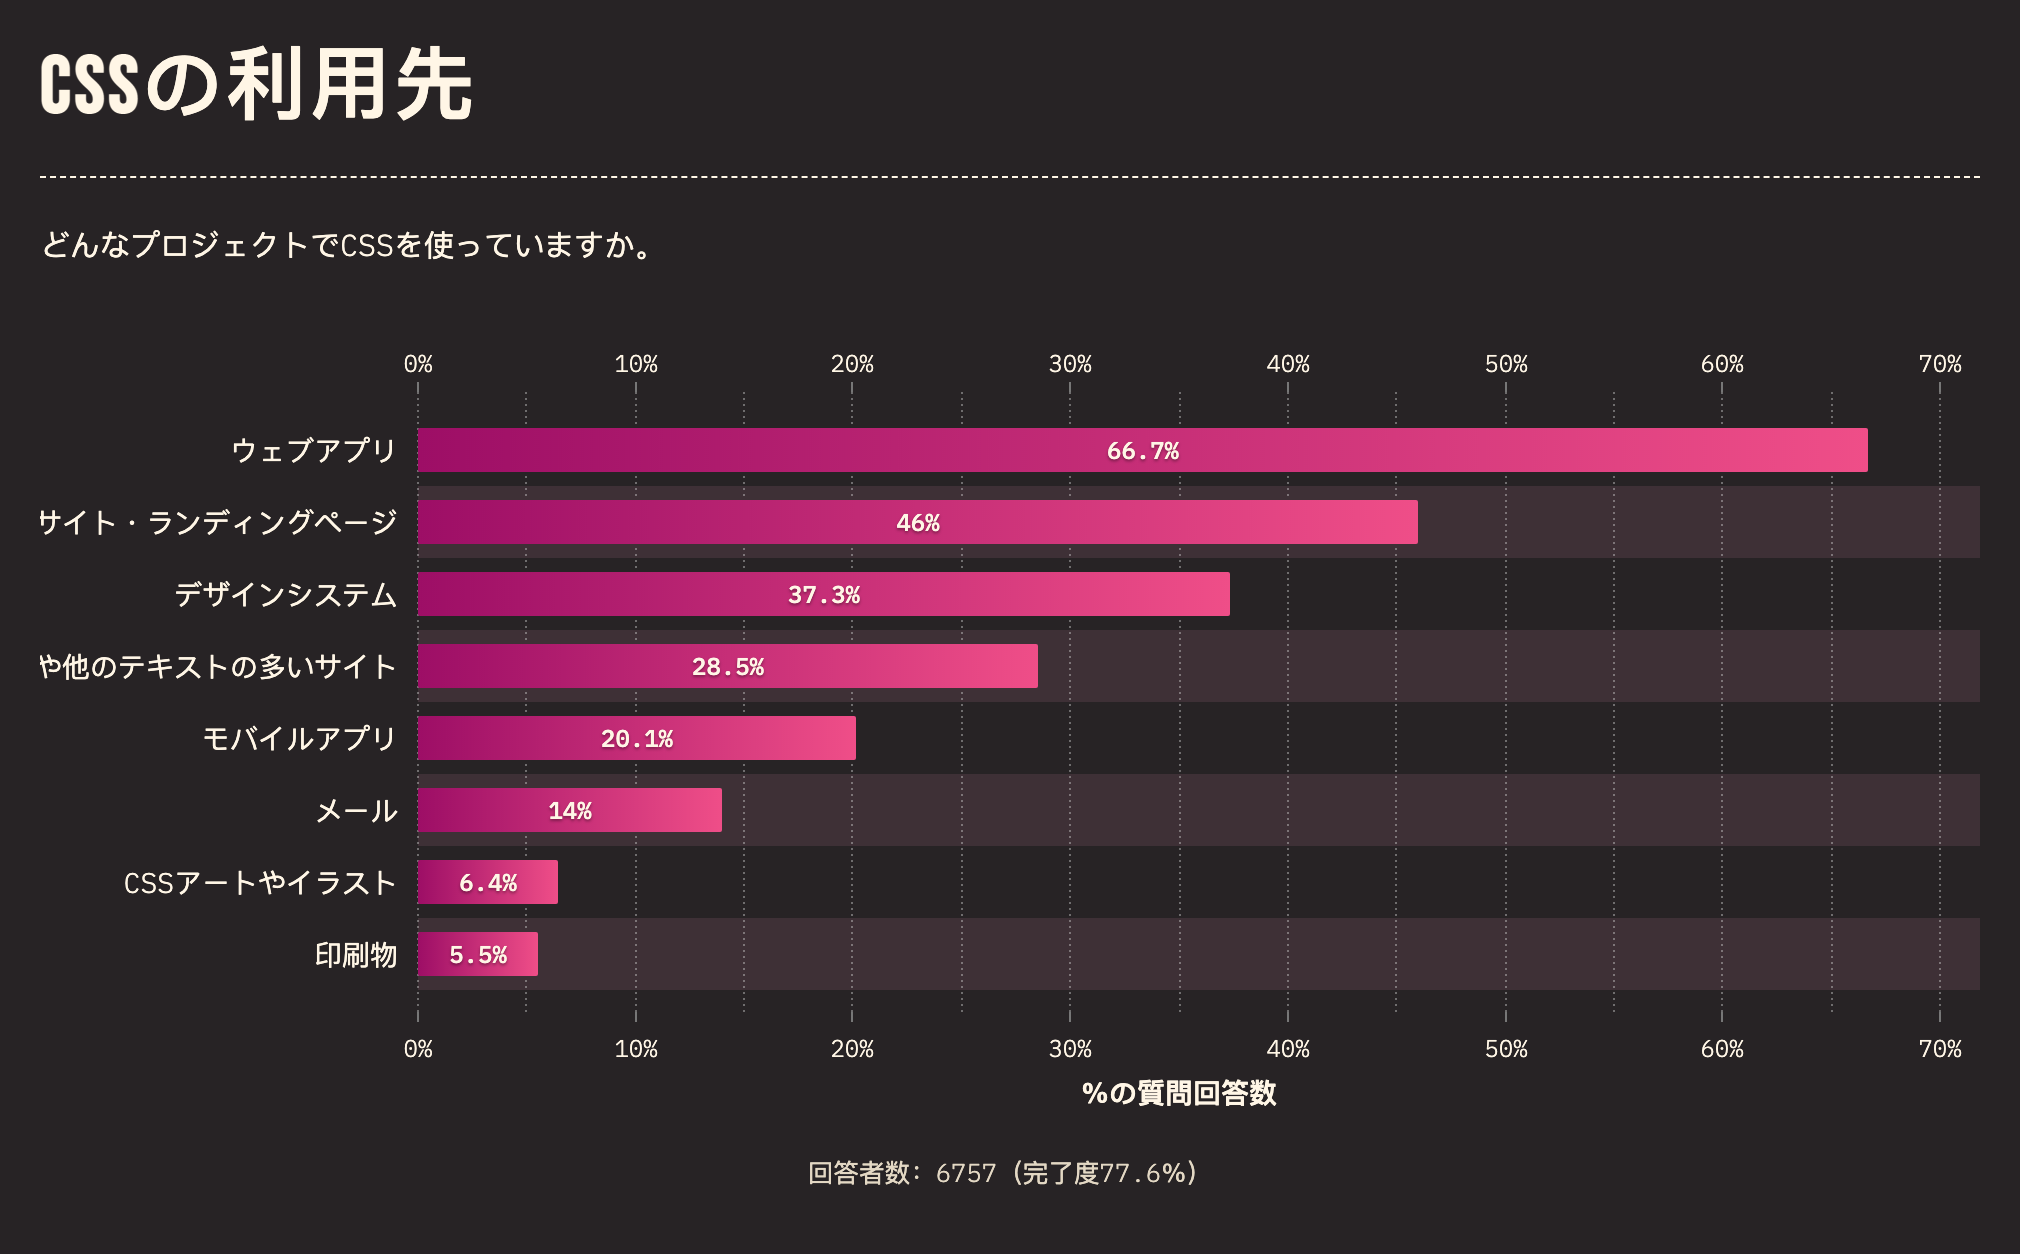 CSSの利用先
どんなプロジェクトでCSSを使っていますか。
0% 10% 20% 30% 40% 50% 60% 70%
ウェブアプリ 66.7%
サイト・ランディングページ 46%
デザインシステム 37.3%
や他のテキストの多いサイト 28.5%
モバイルアプリ 20.1%
メール 14%
CSSアートやイラスト 6.4%
印刷物 5.5%
0% 10% 20% 30% 40% 50% 60% 70%
%の質問回答数
回答者数: 6757 (完了度77.6%)